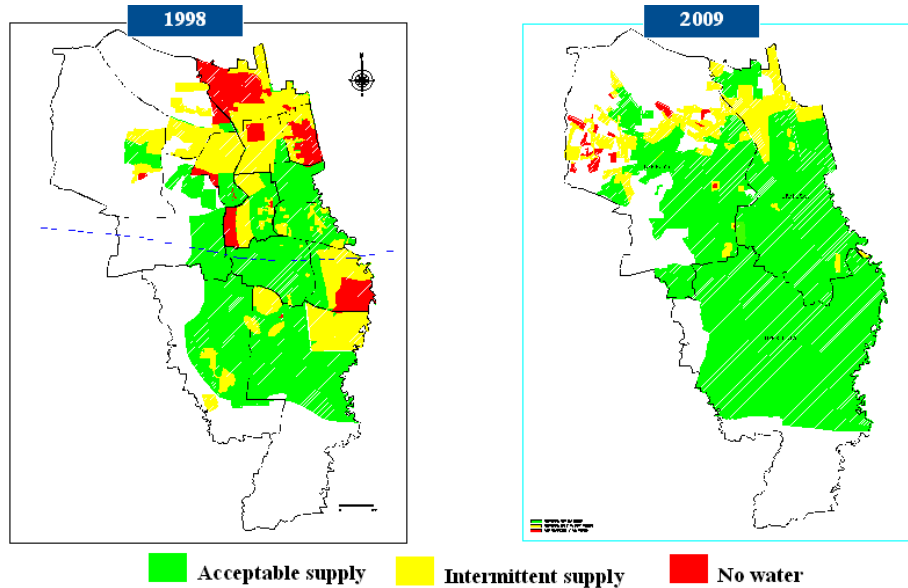 1998
2009
N
Acceptable supply
Intermittent supply
No water